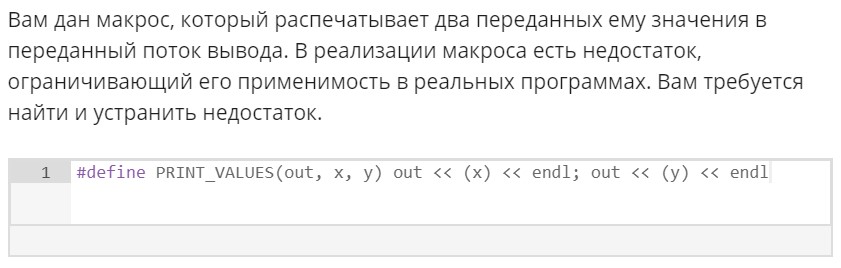 Вам дан макрос, который распечатывает два переданных ему значения в
переданный поток вывода. В реализации макроса есть недостаток,
ограничивающий его применимость в реальных программах. Вам требуется
найти и устранить недостаток.
1 #define PRINT_VALUES(out, x, y) out << (x) << endl; out << (y) << endl